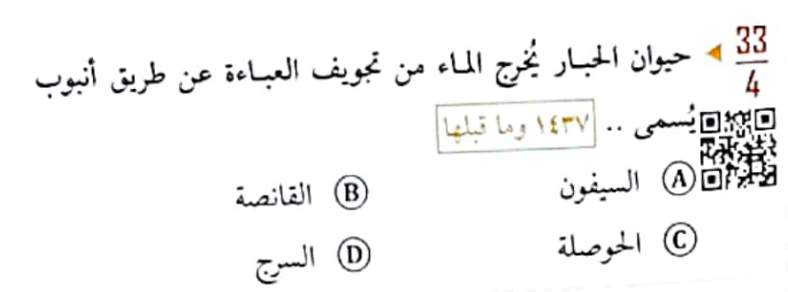 33/4 ◀ حيوان الحبار يُخرج الماء من تجويف العباءة عن طريق أنبوب
يُسمى .. ١٤٣٧ وما قبلها
A السيفون B القانصة
C الحوصلة D السرج